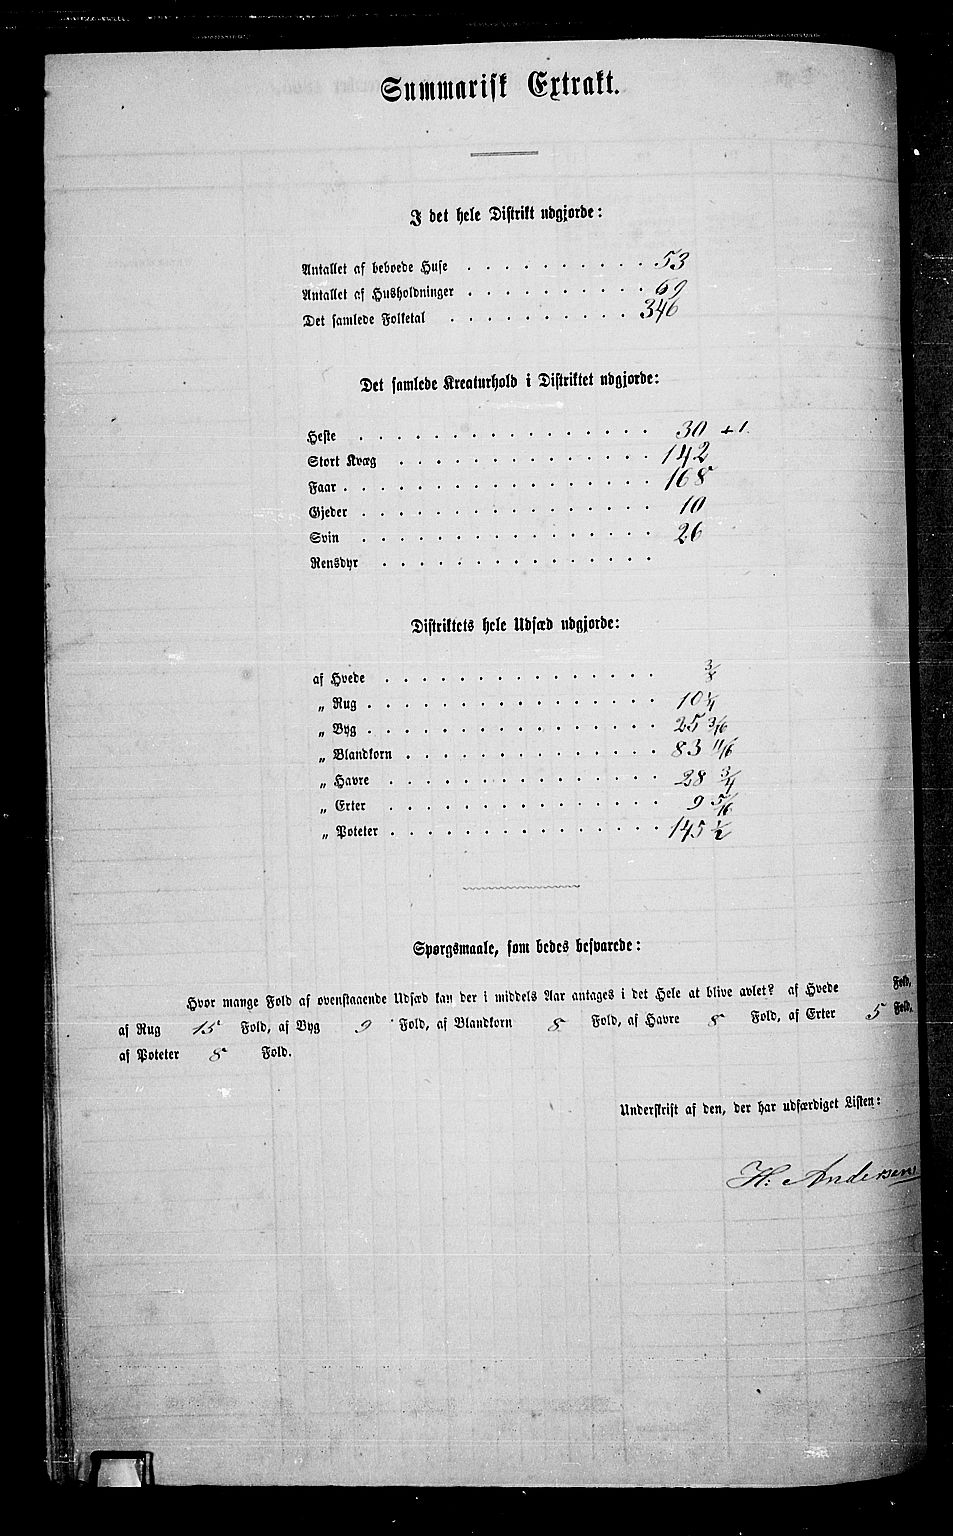 Summarisk Extrakt.
I det hele Distrikt udgjorde:
Antallet af beboede Huse . . . . . . . . . . 53
Antallet af Husholdninger . . . . . . . . . . 69
Det samlede Folketal . . . . . . . . . . 346
Det samlede Kreaturhold i Distriktet udgjorde:
Heste . . . . . . . . . . . . . . . . 30 + 1.
Stort Kvæg . . . . . . . . . . . . . . 142
Faar . . . . . . . . . . . . . . . . . 168
Gjeder . . . . . . . . . . . . . . . . 10
Svin . . . . . . . . . . . . . . . . 26
Rensdyr . . . . . . . . . . . . . . .
Distriktets hele Udsæd udgjorde:
af Hvede . . . . . . . . . . . . . . . 3/8
„ Rug . . . . . . . . . . . . . . . . 10 1/4
„ Byg . . . . . . . . . . . . . . . . 25 3/16
„ Blandkorn . . . . . . . . . . . . . . 83 11/16
„ Havre . . . . . . . . . . . . . . . 28 3/4
„ Erter . . . . . . . . . . . . . . . 9 5/16
„ Poteter . . . . . . . . . . . . . . . 145 1/2
Spørgsmaale, som bedes besvarede:
Hvor mange Fold af ovenstaaende Udsæd kan der i middels Aar antages i det Hele at blive avlet? af Hvede Fold,
af Rug 15 Fold, af Byg 9 Fold, af Blandkorn 8 Fold, af Havre 8 Fold, af Erter 5 Fold,
af Poteter 8 Fold.
Underskrift af den, der har udfærdiget Listen:
H: Andersen